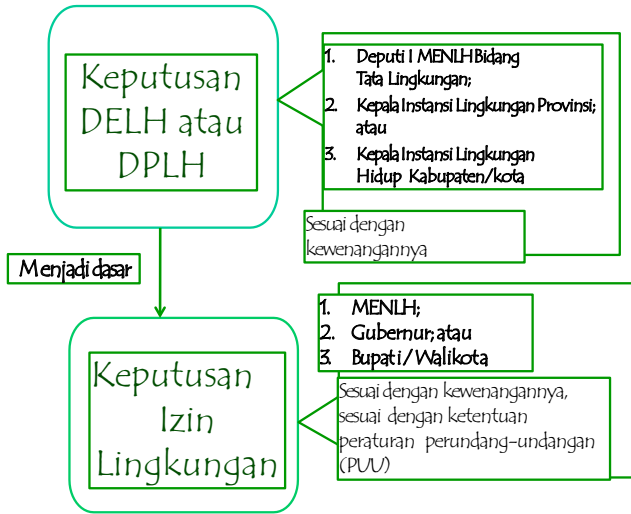 Keputusan
DELH atau
DPLH
1. Deputi I MENLH Bidang
Tata Lingkungan;
2. Kepala Instansi Lingkungan Provinsi;
atau
3. Kepala Instansi Lingkungan
Hidup Kabupaten/kota
Sesuai dengan
kewenangannya
Menjadi dasar
Keputusan
Izin
Lingkungan
1. MENLH;
2. Gubernur; atau
3. Bupati/Walikota
Sesuai dengan kewenangannya,
sesuai dengan ketentuan
peraturan perundang-undangan
(PUU)